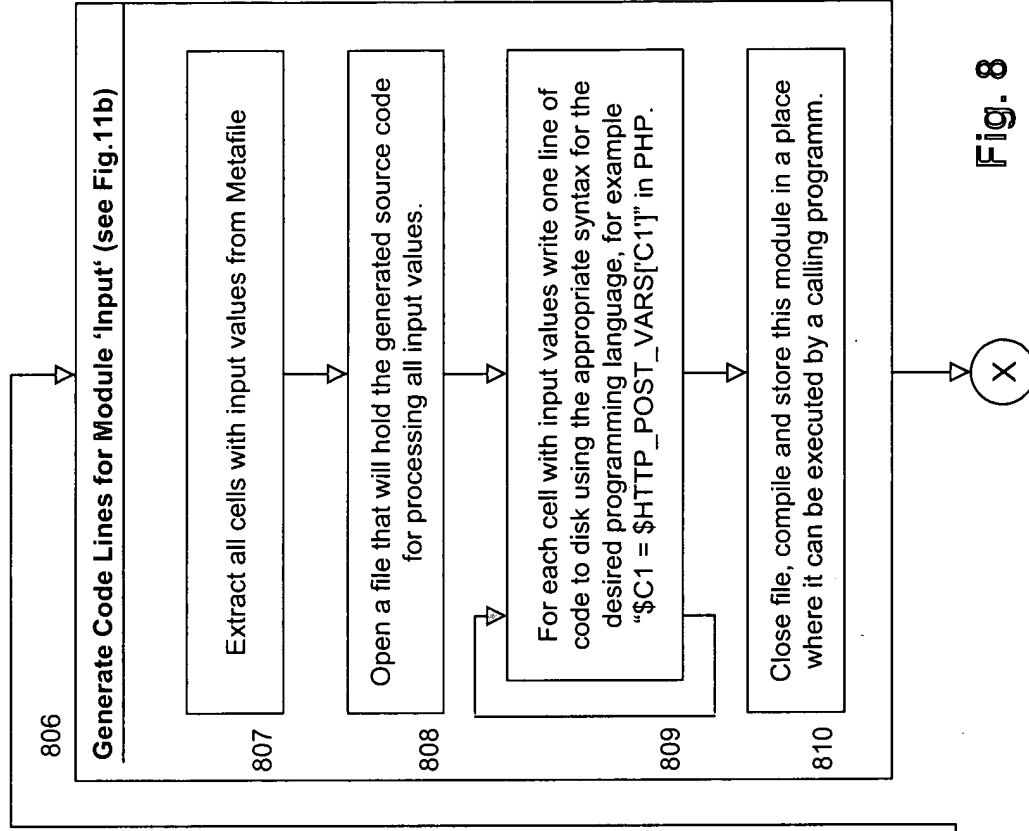 806
Generate Code Lines for Module ‘Input‘ (see Fig.11b)
807
Extract all cells with input values from Metafile
808
Open a file that will hold the generated source code
for processing all input values.
809
For each cell with input values write one line of
code to disk using the appropriate syntax for the
desired programming language, for example
“$C1 = $HTTP_POST_VARS['C1']” in PHP.
810
Close file, compile and store this module in a place
where it can be executed by a calling programm.
X
Fig. 8